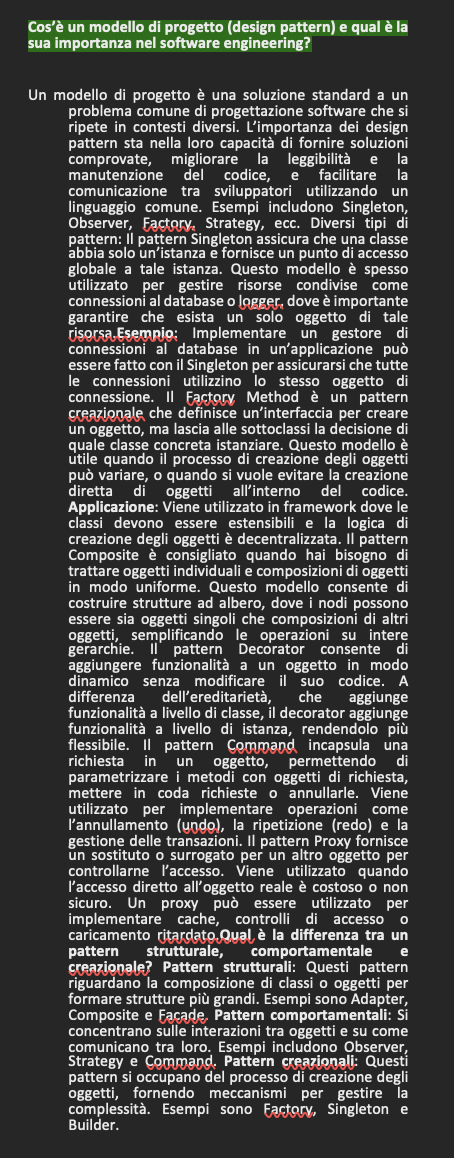 Cos’è un modello di progetto (design pattern) e qual è la
sua importanza nel software engineering?
Un modello di progetto è una soluzione standard a un
problema comune di progettazione software che si
ripete in contesti diversi. L’importanza dei design
pattern sta nella loro capacità di fornire soluzioni
comprovate, migliorare la leggibilità e la
manutenzione del codice, e facilitare la
comunicazione tra sviluppatori utilizzando un
linguaggio comune. Esempi includono Singleton,
Observer, Factory, Strategy, ecc. Diversi tipi di
pattern: Il pattern Singleton assicura che una classe
abbia solo un’istanza e fornisce un punto di accesso
globale a tale istanza. Questo modello è spesso
utilizzato per gestire risorse condivise come
connessioni al database o logger, dove è importante
garantire che esista un solo oggetto di tale
risorsa.Esempio: Implementare un gestore di
connessioni al database in un’applicazione può
essere fatto con il Singleton per assicurarsi che tutte
le connessioni utilizzino lo stesso oggetto di
connessione. Il Factory Method è un pattern
creazionale che definisce un’interfaccia per creare
un oggetto, ma lascia alle sottoclassi la decisione di
quale classe concreta istanziare. Questo modello è
utile quando il processo di creazione degli oggetti
può variare, o quando si vuole evitare la creazione
diretta di oggetti all’interno del codice.
Applicazione: Viene utilizzato in framework dove le
classi devono essere estensibili e la logica di
creazione degli oggetti è decentralizzata. Il pattern
Composite è consigliato quando hai bisogno di
trattare oggetti individuali e composizioni di oggetti
in modo uniforme. Questo modello consente di
costruire strutture ad albero, dove i nodi possono
essere sia oggetti singoli che composizioni di altri
oggetti, semplificando le operazioni su intere
gerarchie. Il pattern Decorator consente di
aggiungere funzionalità a un oggetto in modo
dinamico senza modificare il suo codice. A
differenza dell’ereditarietà, che aggiunge
funzionalità a livello di classe, il decorator aggiunge
funzionalità a livello di istanza, rendendolo più
flessibile. Il pattern Command incapsula una
richiesta in un oggetto, permettendo di
parametrizzare i metodi con oggetti di richiesta,
mettere in coda richieste o annullarle. Viene
utilizzato per implementare operazioni come
l’annullamento (undo), la ripetizione (redo) e la
gestione delle transazioni. Il pattern Proxy fornisce
un sostituto o surrogato per un altro oggetto per
controllarne l’accesso. Viene utilizzato quando
l’accesso diretto all’oggetto reale è costoso o non
sicuro. Un proxy può essere utilizzato per
implementare cache, controlli di accesso o
caricamento ritardato.Qual è la differenza tra un
pattern strutturale, comportamentale e
creazionale? Pattern strutturali: Questi pattern
riguardano la composizione di classi o oggetti per
formare strutture più grandi. Esempi sono Adapter,
Composite e Facade. Pattern comportamentali: Si
concentrano sulle interazioni tra oggetti e su come
comunicano tra loro. Esempi includono Observer,
Strategy e Command. Pattern creazionali: Questi
pattern si occupano del processo di creazione degli
oggetti, fornendo meccanismi per gestire la
complessità. Esempi sono Factory, Singleton e
Builder.